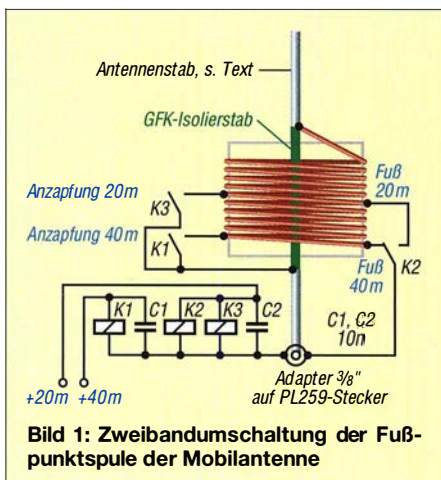 Antennenstab, s. Text
GFK-Isolierstab
Anzapfung 20m
K3
Fuß
20m
Anzapfung 40m
K1
K2
Fuß
40m
K1 C1 K2 K3 C2
C1, C2
10n
+20m +40m
Adapter 3/8"
auf PL259-Stecker
Bild 1: Zweibandumschaltung der Fuß-
punktspule der Mobilantenne